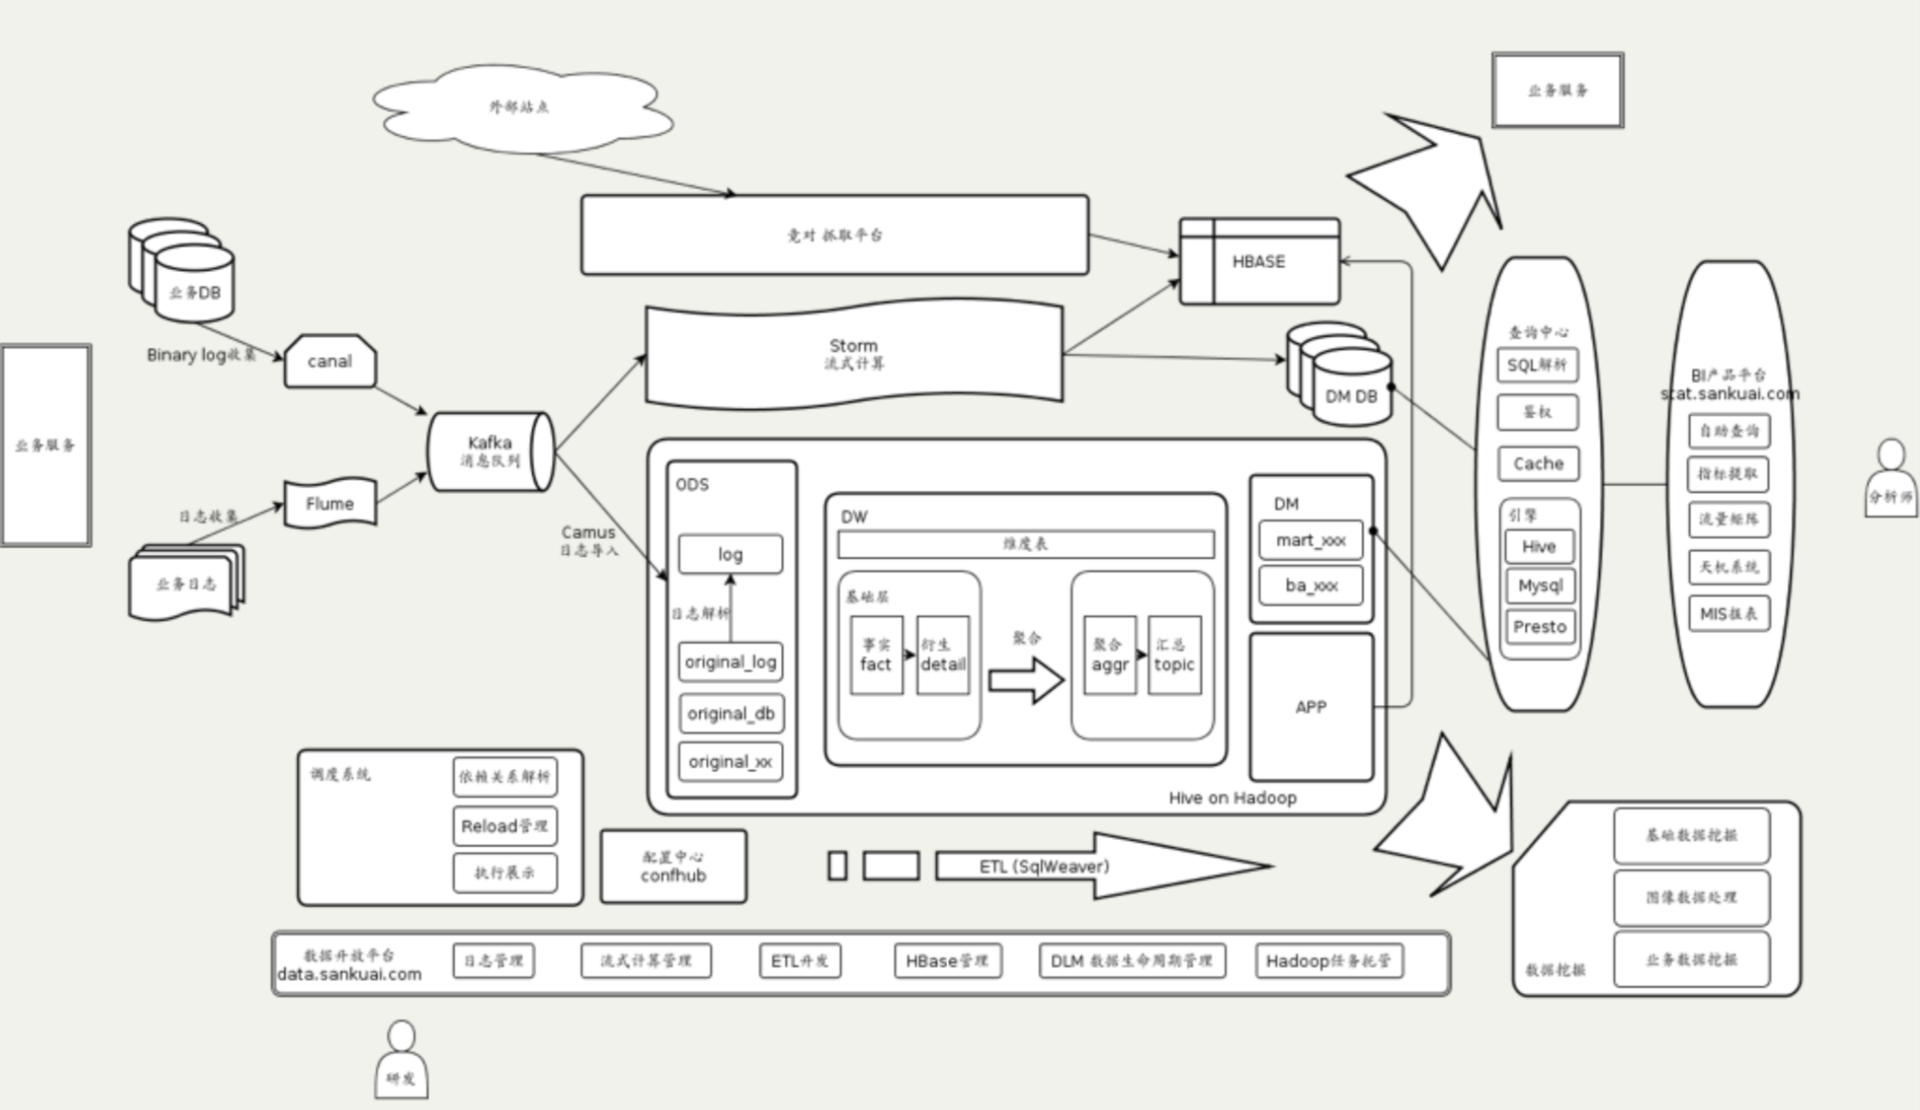 外部站点
业务服务
竞对 抓取平台
HBASE
业务DB
Binary log收集
canal
Storm
流式计算
DM DB
业务服务
Kafka
消息队列
Flume
日志收集
业务日志
Camus
日志导入
ODS
log
日志解析
original_log
original_db
original_xx
DW
维度表
基础层
事实
fact
衍生
detail
聚合
聚合
aggr
汇总
topic
DM
mart_xxx
ba_xxx
APP
Hive on Hadoop
查询中心
SQL解析
鉴权
Cache
引擎
Hive
Mysql
Presto
BI产品平台
stat.sankuai.com
自助查询
指标提取
流量矩阵
天机系统
MIS报表
分析师
调度系统
依赖关系解析
Reload管理
执行展示
配置中心
confhub
ETL (SqlWeaver)
数据挖掘
基础数据挖掘
图像数据处理
业务数据挖掘
数据开放平台
data.sankuai.com
日志管理
流式计算管理
ETL开发
HBase管理
DLM 数据生命周期管理
Hadoop任务托管
研发